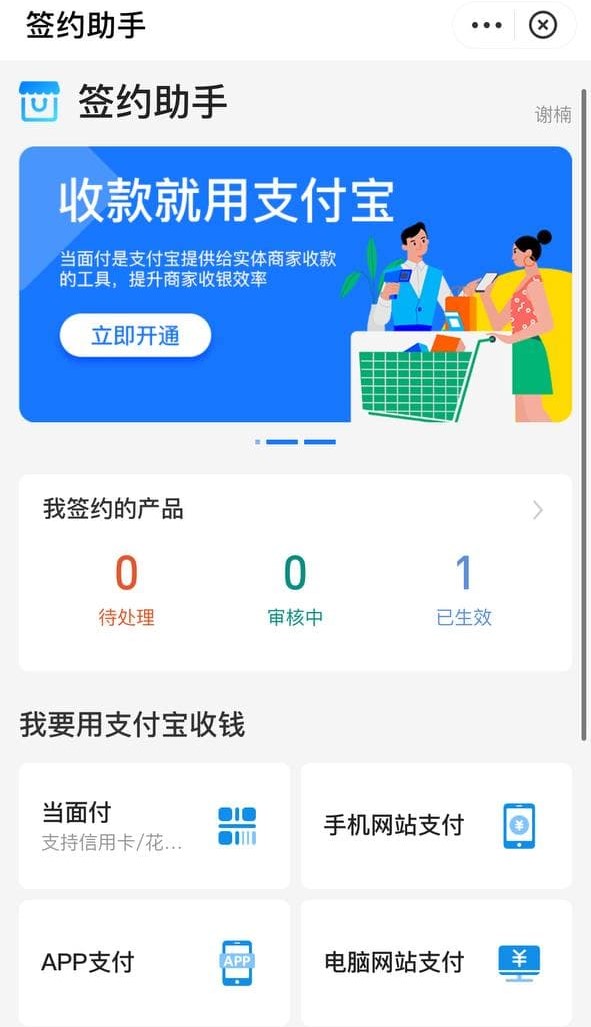 签约助手
签约助手
谢楠
收款就用支付宝
当面付是支付宝提供给实体商家收款
的工具，提升商家收银效率
立即开通
我签约的产品
0
0
1
待处理
审核中
已生效
我要用支付宝收钱
当面付
支持信用卡/花...
手机网站支付
¥
APP支付
APP
电脑网站支付
¥